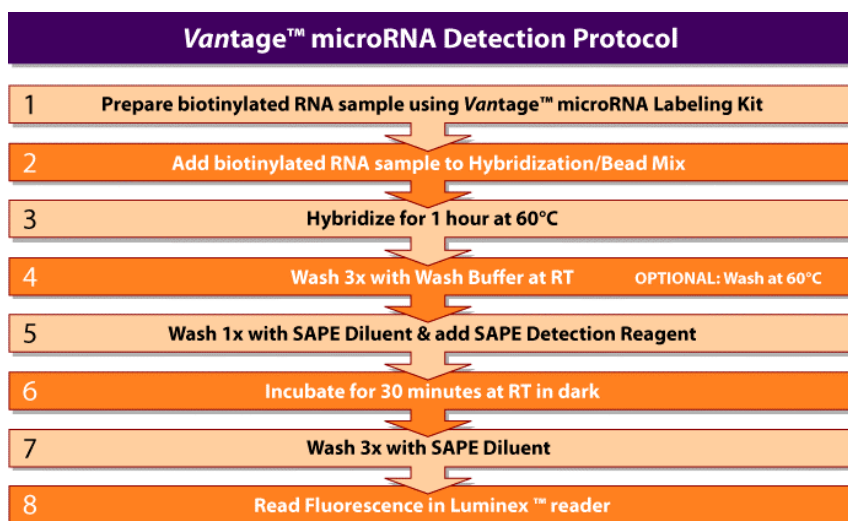 Vantage™ microRNA Detection Protocol
1 Prepare biotinylated RNA sample using Vantage™ microRNA Labeling Kit
2 Add biotinylated RNA sample to Hybridization/Bead Mix
3 Hybridize for 1 hour at 60°C
4 Wash 3x with Wash Buffer at RT OPTIONAL: Wash at 60°C
5 Wash 1x with SAPE Diluent & add SAPE Detection Reagent
6 Incubate for 30 minutes at RT in dark
7 Wash 3x with SAPE Diluent
8 Read Fluorescence in Luminex ™ reader